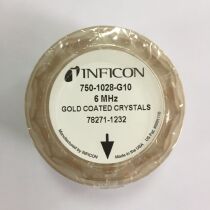 INFICON
750-1028-G10
6 MHz
GOLD COATED CRYSTALS
78271-1232
Manufactured by
INFICON
Made in the USA